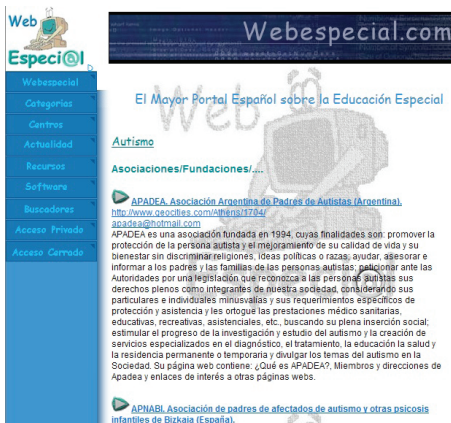 Web
Especi@l
Webespecial.com
Webespecial
Categorias
Centros
Actualidad
Recursos
Software
Buscadores
Acceso Privado
Acceso Cerrado
El Mayor Portal Español sobre la Educación Especial
Web
Autismo
Asociaciones/Fundaciones/....
APADEA. Asociación Argentina de Padres de Autistas (Argentina).
http://www.geocities.com/Athens/1704/
apadea@hotmail.com
APADEA es una asociación fundada en 1994, cuyas finalidades son: promover la
protección de la persona autista y el mejoramiento de su calidad de vida y su
bienestar sin discriminar religiones, ideas políticas o razas; ayudar, asesorar e
informar a los padres y las familias de las personas autistas; peticionar ante las
Autoridades por una legislación que reconozca a las personas autistas sus
derechos plenos como integrantes de nuestra sociedad, considerando sus
particulares e individuales minusvalías y sus requerimientos específicos de
protección y asistencia y les ortogue las prestaciones médico sanitarias,
educativas, recreativas, asistenciales, etc., buscando su plena inserción social;
estimular el progreso de la investigación y estudio del autismo y la creación de
servicios especializados en el diagnóstico, el tratamiento, la educación la salud y
la residencia permanente o temporaria y divulgar los temas del autismo en la
Sociedad. Su página web contiene: ¿Qué es APADEA?, Miembros y direcciones de
Apadea y enlaces de interés a otras páginas webs.
Especi@l
APNABI. Asociación de padres de afectados de autismo y otras psicosis
infantiles de Bizkaia (España).